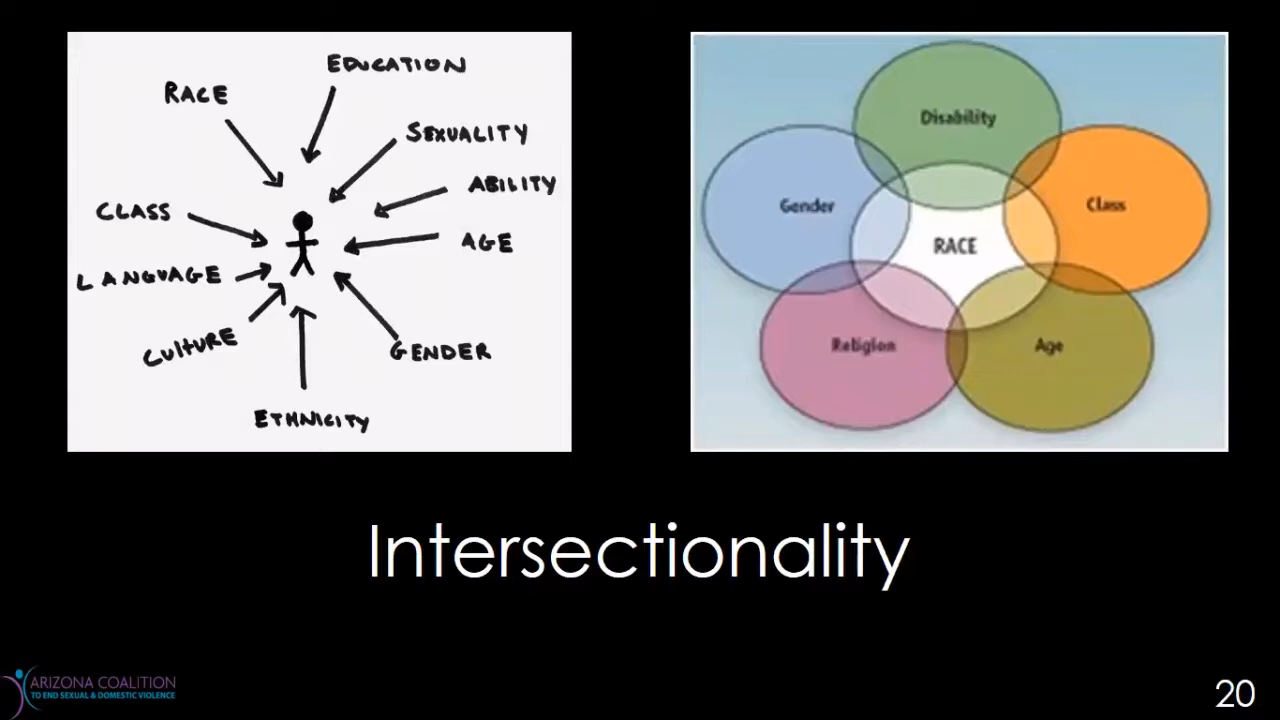 EDUCATION
RACE
SEXUALITY
ABILITY
CLASS
AGE
LANGUAGE
CULTURE
GENDER
ETHNICITY
Disability
Gender
Class
RACE
Religion
Age
Intersectionality
ARIZONA COALITION
TO END SEXUAL & DOMESTIC VIOLENCE
20